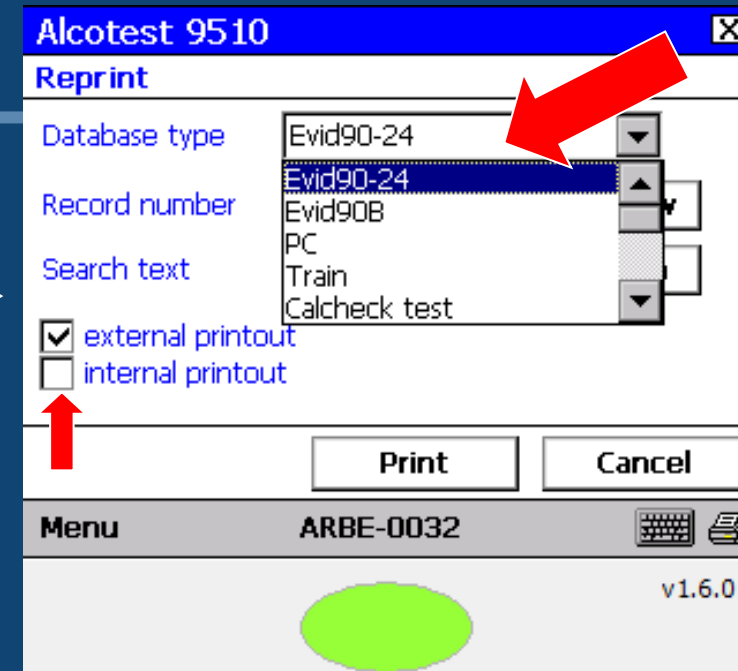 Alcotest 9510
Reprint
Database type Evid90-24
Evid90-24
Record number Evid90B
PC
Search text Train
Calcheck test
external printout
internal printout
Print Cancel
Menu ARBE-0032
v1.6.0